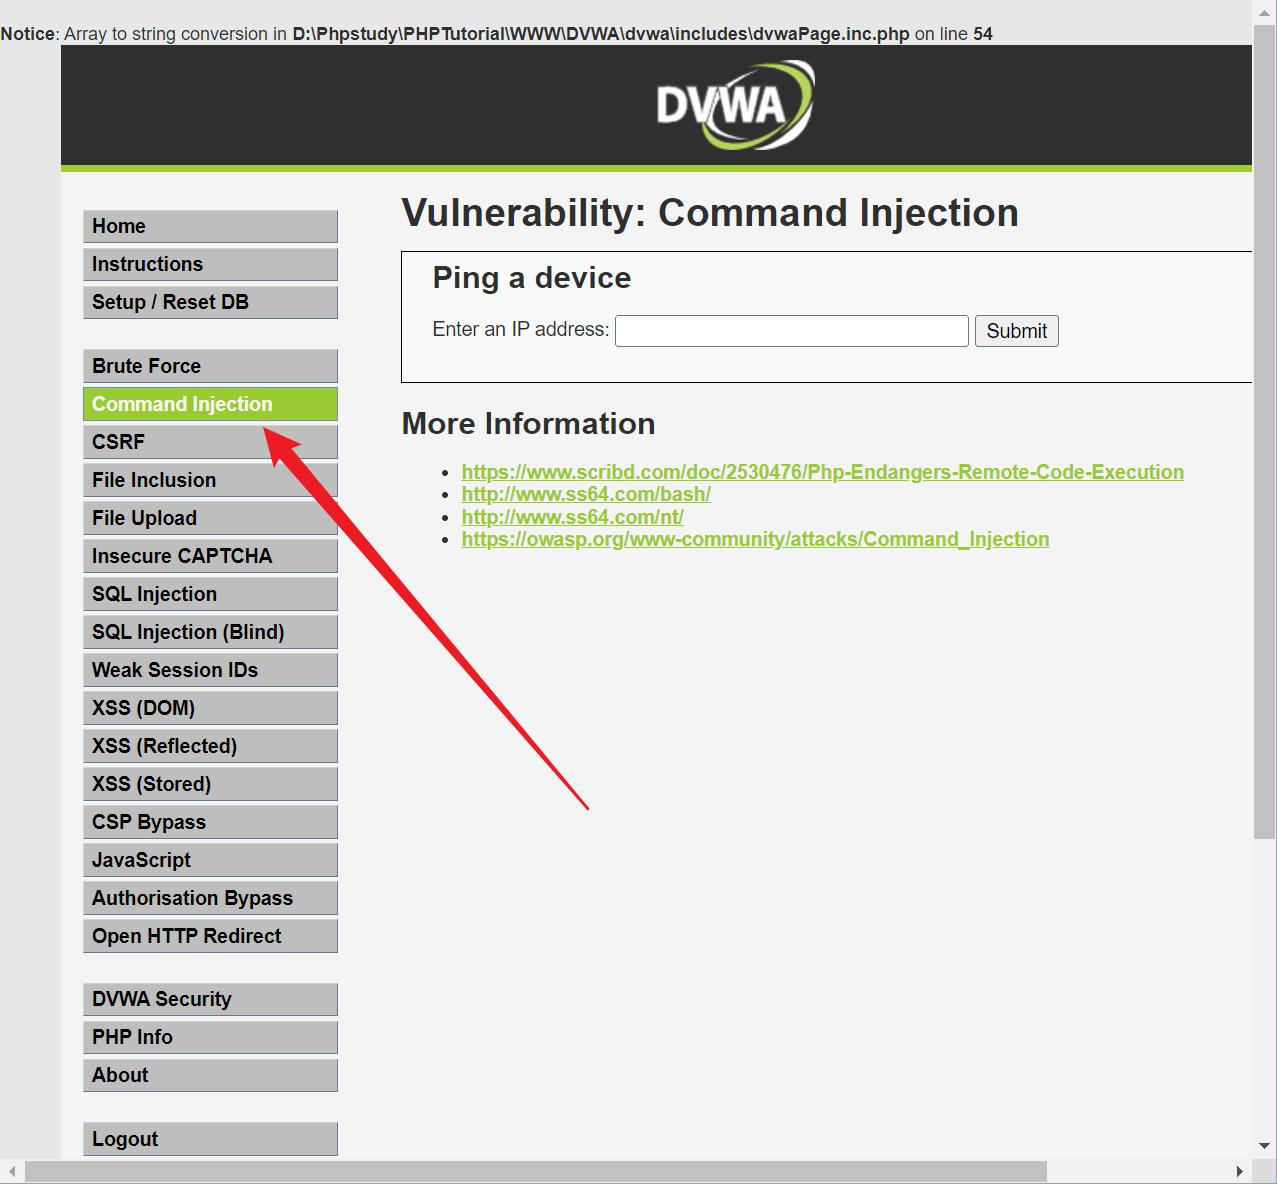 Notice: Array to string conversion in D:\Phpstudy\PHPTutorial\WWW\DVWA\dvwa\includes\dvwaPage.inc.php on line 54
DVWA
Home
Instructions
Setup / Reset DB
Brute Force
Command Injection
CSRF
File Inclusion
File Upload
Insecure CAPTCHA
SQL Injection
SQL Injection (Blind)
Weak Session IDs
XSS (DOM)
XSS (Reflected)
XSS (Stored)
CSP Bypass
JavaScript
Authorisation Bypass
Open HTTP Redirect
DVWA Security
PHP Info
About
Logout
Vulnerability: Command Injection
Ping a device
Enter an IP address: Submit
More Information
https://www.scribd.com/doc/2530476/Php-Endangers-Remote-Code-Execution
http://www.ss64.com/bash/
http://www.ss64.com/nt/
https://owasp.org/www-community/attacks/Command_Injection